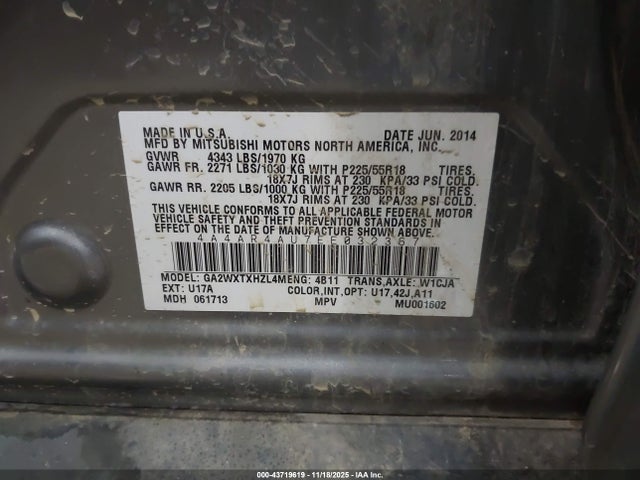 MADE IN U.S.A. DATE JUN. 2014
MFD BY MITSUBISHI MOTORS NORTH AMERICA, INC.
GVWR 4343 LBS/1970 KG
GAWR FR. 2271 LBS/1030 KG WITH P225/55R18 TIRES.
18X7J RIMS AT 230 KPA/33 PSI COLD.
GAWR RR. 2205 LBS/1000 KG WITH P225/55R18 TIRES.
18X7J RIMS AT 230 KPA/33 PSI COLD.
THIS VEHICLE CONFORMS TO ALL APPLICABLE FEDERAL MOTOR
VEHICLE SAFETY AND THEFT PREVENTION STANDARDS IN
EFFECT ON THE DATE OF MANUFACTURE SHOWN ABOVE.
4A4AR4AU7EE032367
MODEL: GA2WXTXHZL4M ENG: 4B11 TRANS,AXLE: W1CJA
EXT: U17A COLOR,INT,OPT: U17,42J,A11
MDH 061713 MPV MU001602
00-43719619 | 11/18/2025 - IAA - COPART